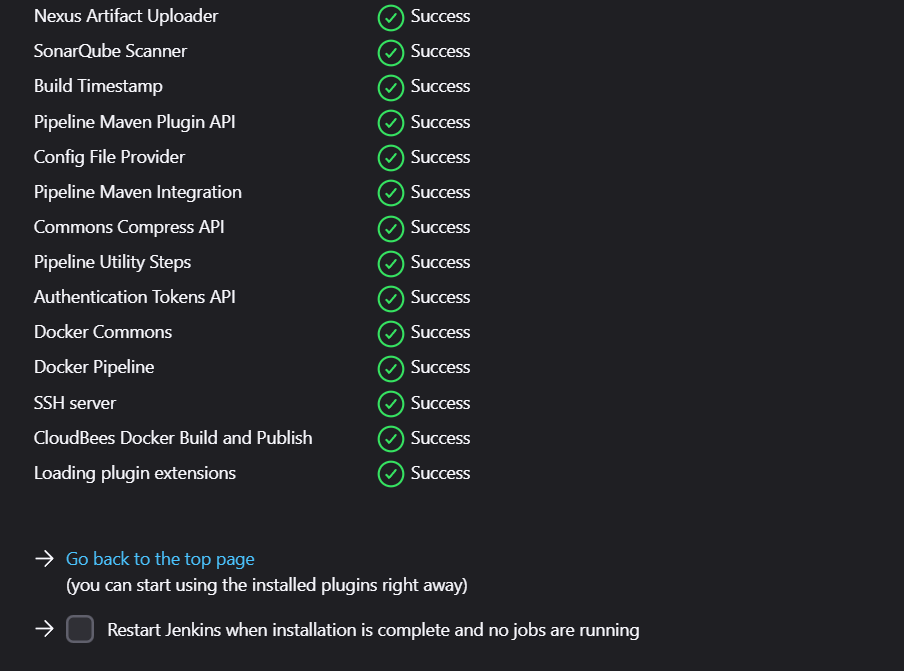 Nexus Artifact Uploader Success
SonarQube Scanner Success
Build Timestamp Success
Pipeline Maven Plugin API Success
Config File Provider Success
Pipeline Maven Integration Success
Commons Compress API Success
Pipeline Utility Steps Success
Authentication Tokens API Success
Docker Commons Success
Docker Pipeline Success
SSH server Success
CloudBees Docker Build and Publish Success
Loading plugin extensions Success
Go back to the top page
(you can start using the installed plugins right away)
Restart Jenkins when installation is complete and no jobs are running